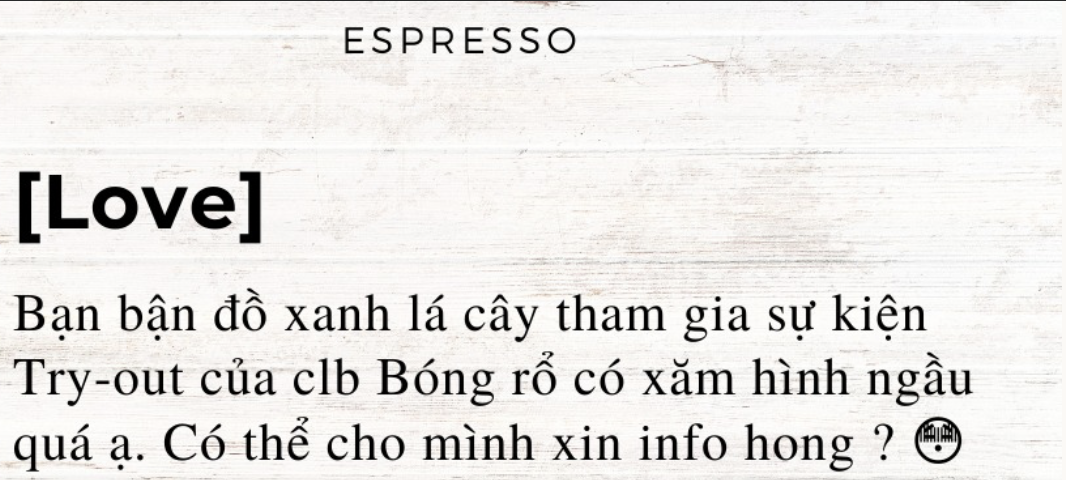 ESPRESSO
[Love]
Bạn bận đồ xanh lá cây tham gia sự kiện
Try-out của clb Bóng rổ có xăm hình ngầu
quá ạ. Có thể cho mình xin info hong ? 😳